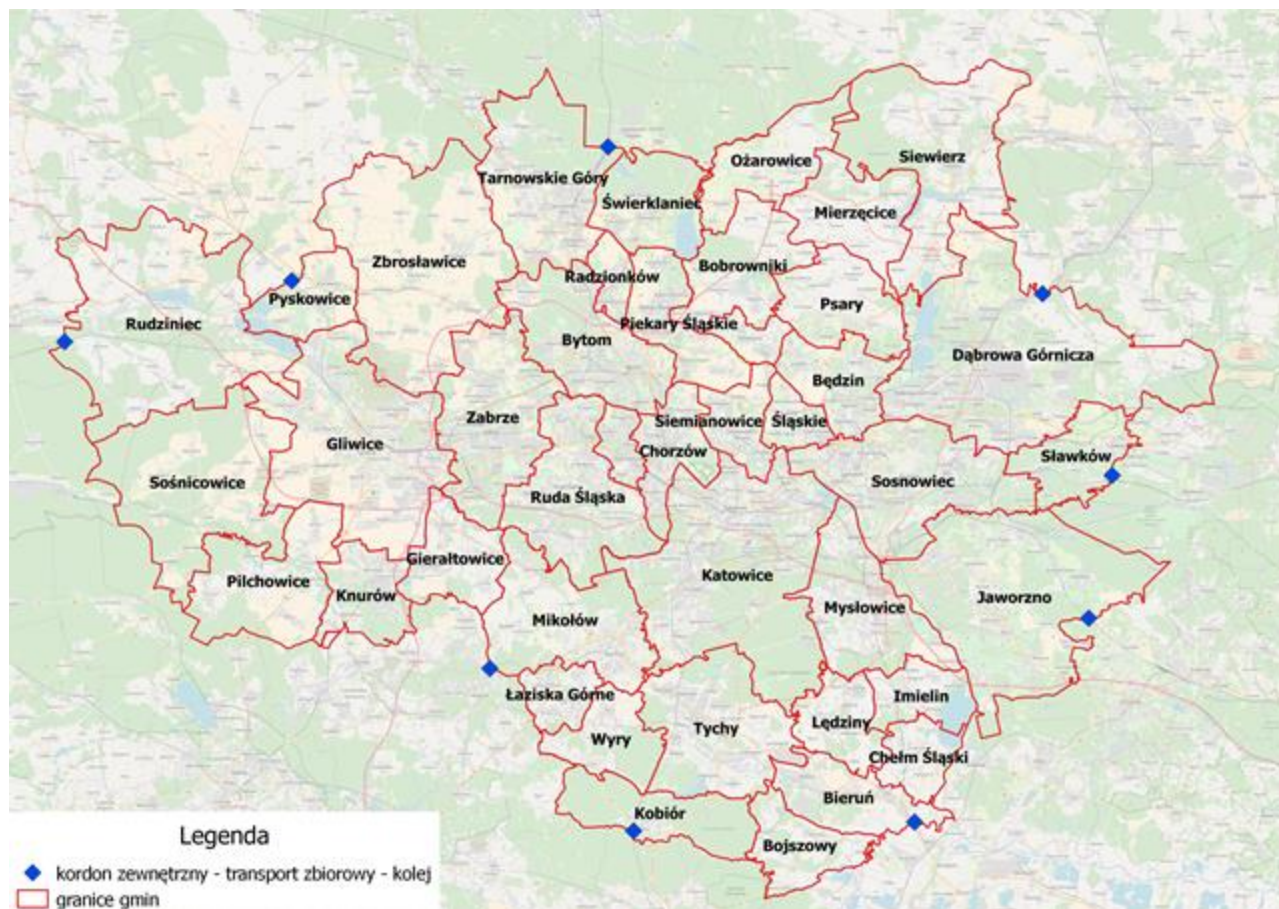 Ożarowice
Siewierz
Tarnowskie Góry
Świerklaniec
Mierzęcice
Zbrosławice
Radzionków
Bobrowniki
Pyskowice
Psary
Rudziniec
Piekary Śląskie
Bytom
Dąbrowa Górnicza
Będzin
Zabrze
Siemianowice
Śląskie
Gliwice
Chorzów
Sławków
Sośnicowice
Sosnowiec
Ruda Śląska
Gierałtowice
Katowice
Pilchowice
Knurów
Jaworzno
Mysłowice
Mikołów
Łaziska Górne
Imielin
Lędziny
Tychy
Wyry
Chełm Śląski
Bieruń
Kobiór
Bojszowy
Legenda
kordon zewnętrzny - transport zbiorowy - kolej
granice gmin